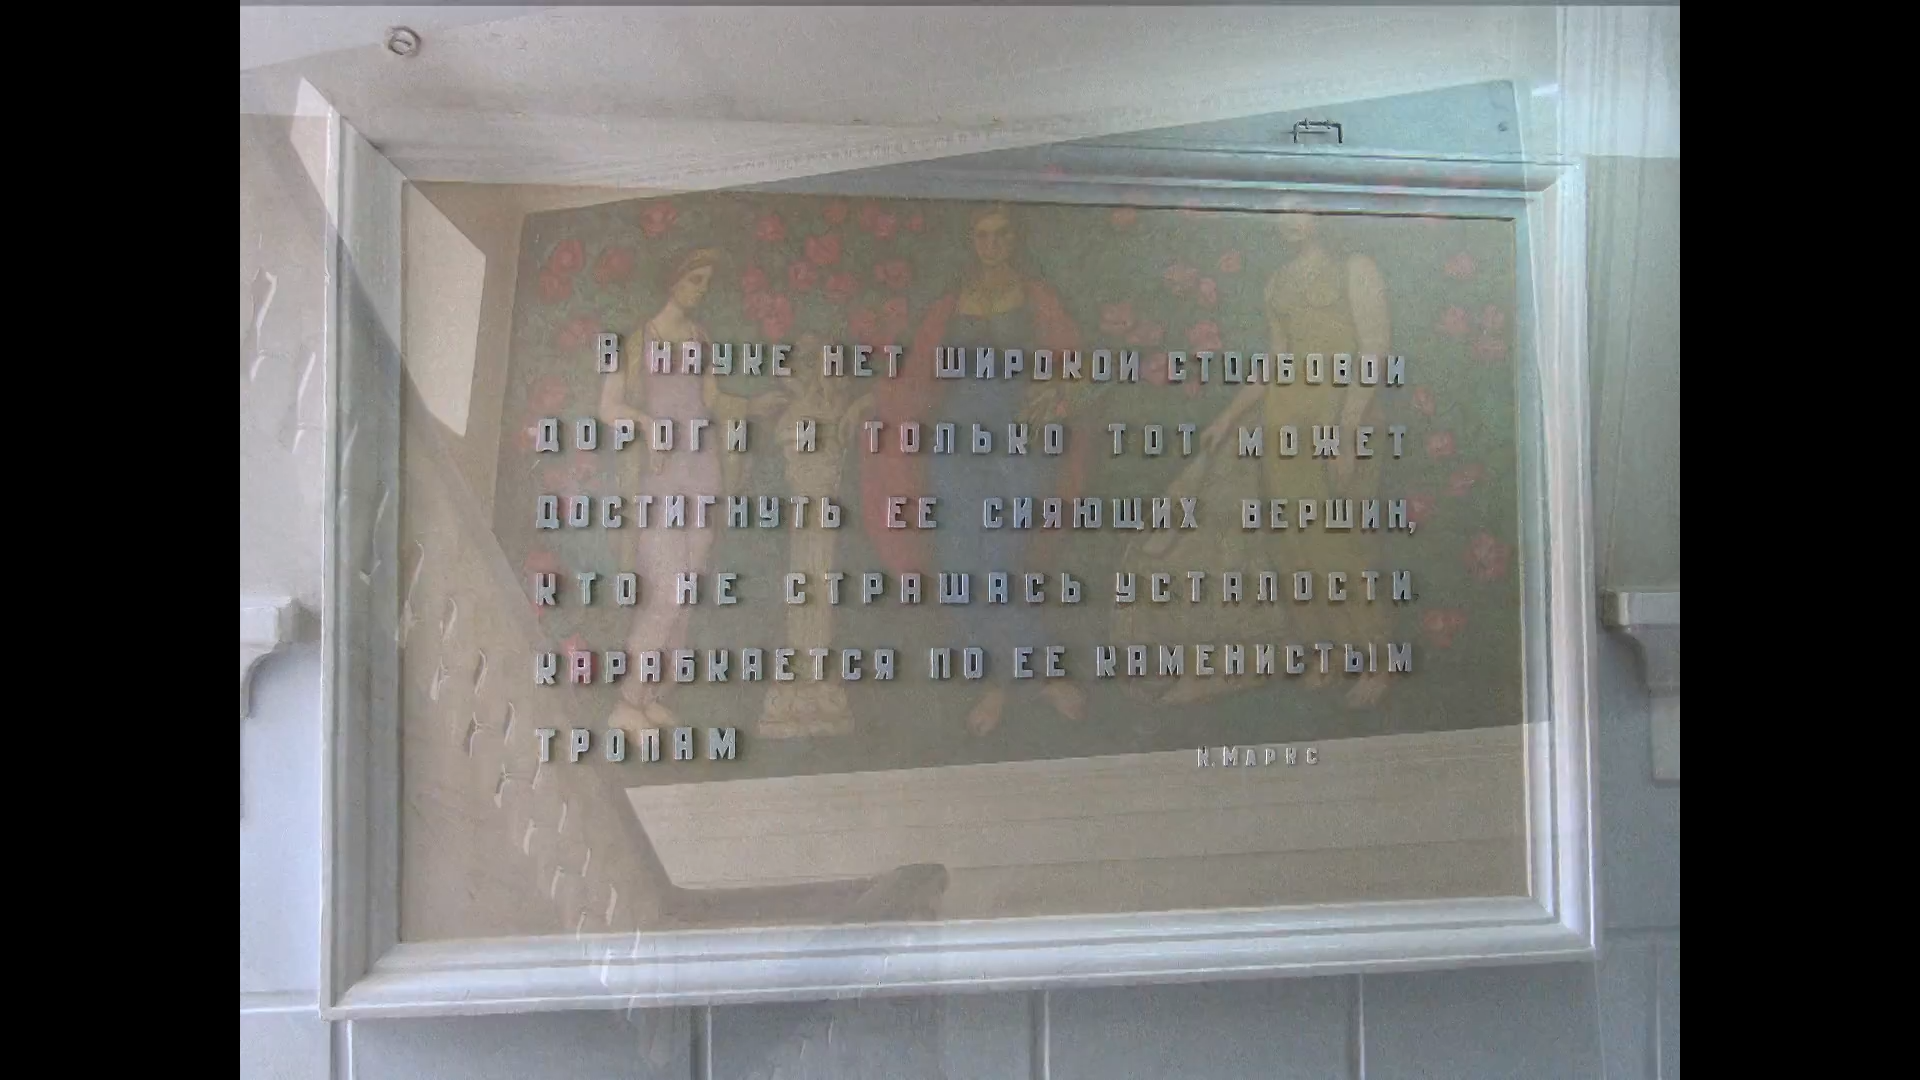 В НАУКЕ НЕТ ШИРОКОЙ СТОЛБОВОЙ
ДОРОГИ И ТОЛЬКО ТОТ МОЖЕТ
ДОСТИГНУТЬ ЕЕ СИЯЮЩИХ ВЕРШИН,
КТО НЕ СТРАШАСЬ УСТАЛОСТИ,
КАРАБКАЕТСЯ ПО ЕЕ КАМЕНИСТЫМ
ТРОПАМ
К. МАРКС